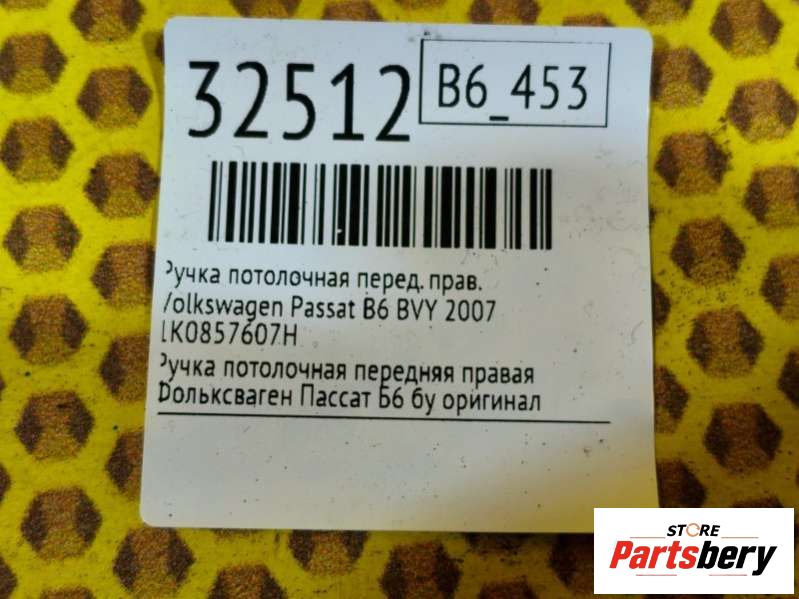 32512
B6_453
Ручка потолочная перед. прав.
Volkswagen Passat B6 BVY 2007
1K0857607H
Ручка потолочная передняя правая
Фольксваген Пассат Б6 бу оригинал
STORE
Partsbery